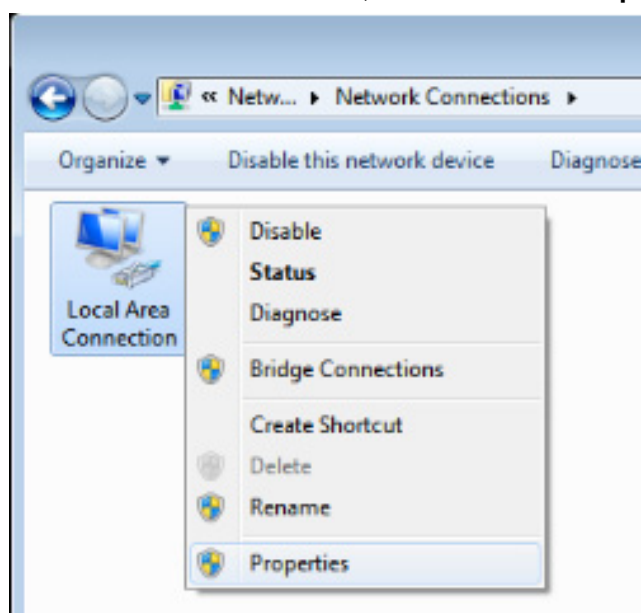 « Netw... ▸ Network Connections ▸
Organize ▾ Disable this network device Diagnose
Local Area
Connection
Disable
Status
Diagnose
Bridge Connections
Create Shortcut
Delete
Rename
Properties